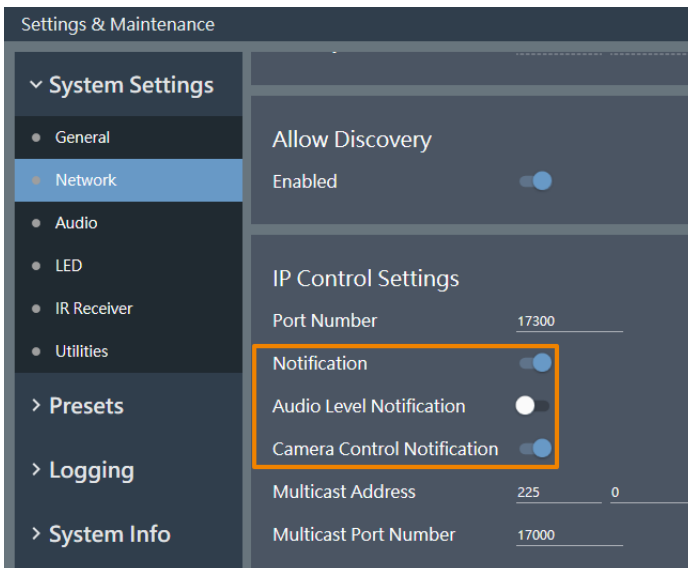 Settings & Maintenance
System Settings
General
Network
Audio
LED
IR Receiver
Utilities
Presets
Logging
System Info
Allow Discovery
Enabled
IP Control Settings
Port Number 17300
Notification
Audio Level Notification
Camera Control Notification
Multicast Address 225 0
Multicast Port Number 17000